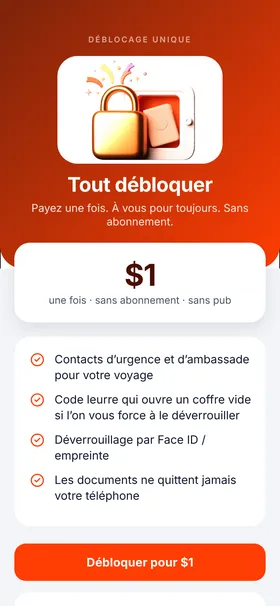 DÉBLOCAGE UNIQUE
Tout débloquer
Payez une fois. À vous pour toujours. Sans
abonnement.
$1
une fois · sans abonnement · sans pub
Contacts d’urgence et d’ambassade
pour votre voyage
Code leurre qui ouvre un coffre vide
si l’on vous force à le déverrouiller
Déverrouillage par Face ID /
empreinte
Les documents ne quittent jamais
votre téléphone
Débloquer pour $1